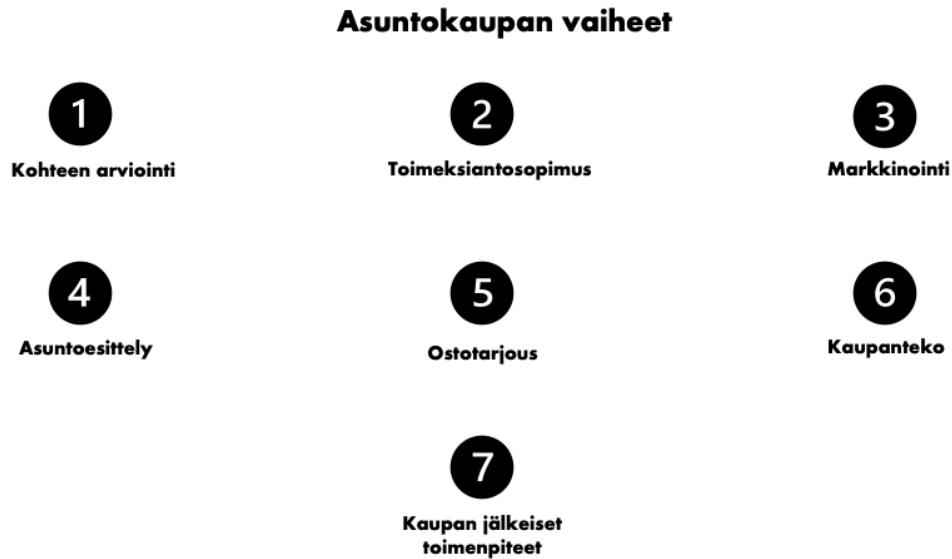 Asuntokaupan vaiheet
1
Kohteen arviointi
2
Toimeksiantosopimus
3
Markkinointi
4
Asuntoesittely
5
Ostotarjous
6
Kaupanteko
7
Kaupan jälkeiset
toimenpiteet